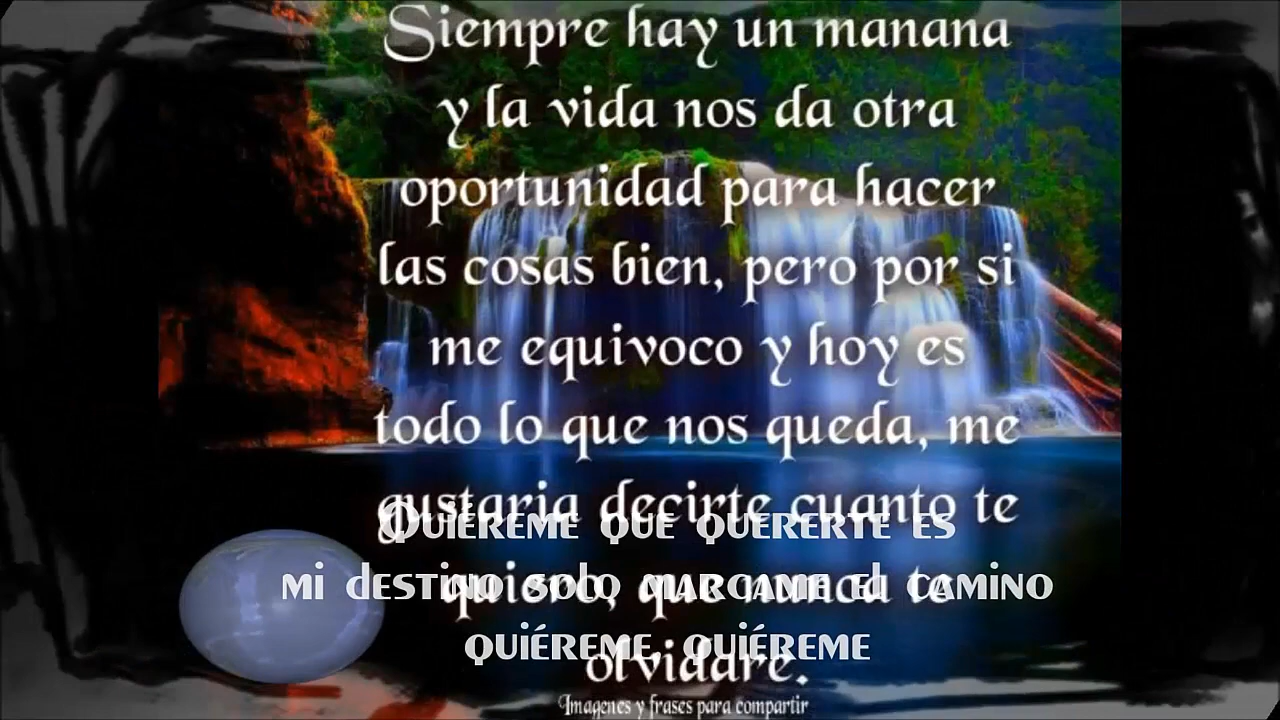 Siempre hay un manana
y la vida nos da otra
oportunidad para hacer
las cosas bien, pero por si
me equivoco y hoy es
todo lo que nos queda, me
gustaria decirte cuanto te
quiero, que nunca te
olvidare.
Quiéreme que quererte es
mi destino solo marcame el camino
quiéreme quiéreme
Imagenes y frases para compartir